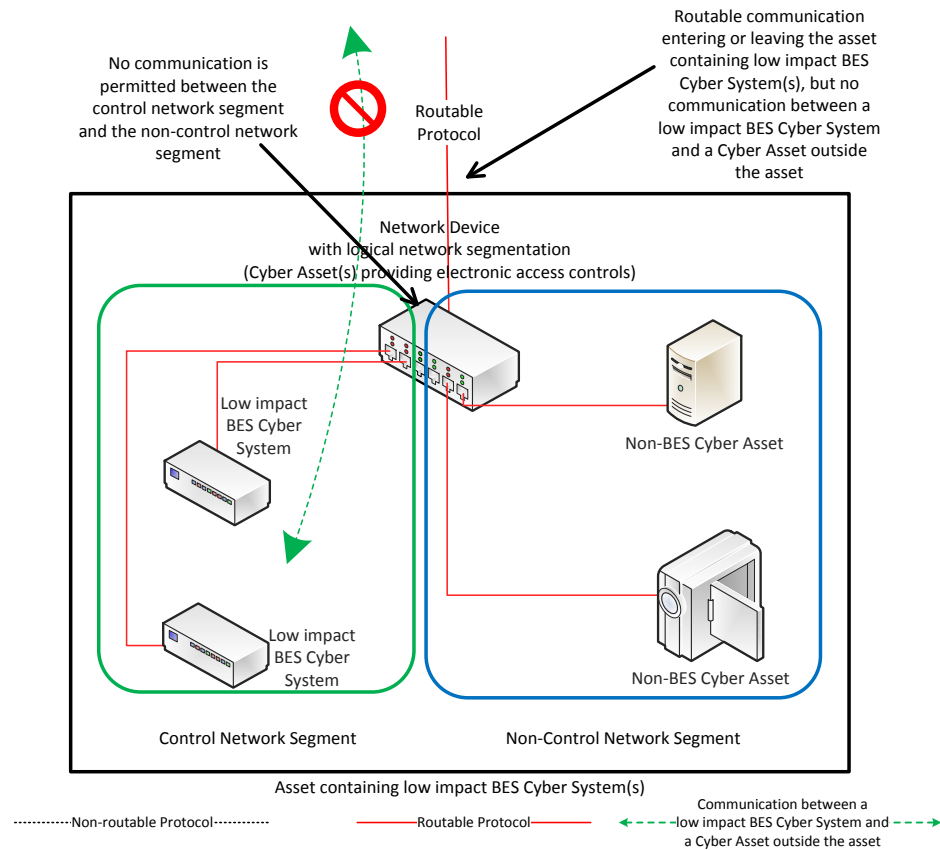 No communication is
permitted between the
control network segment
and the non-control network
segment
Routable
Protocol
Routable communication
entering or leaving the asset
containing low impact BES
Cyber System(s), but no
communication between a
low impact BES Cyber System
and a Cyber Asset outside
the asset
Network Device
with logical network segmentation
(Cyber Asset(s) providing electronic access controls)
Low impact
BES Cyber
System
Non-BES Cyber Asset
Low impact
BES Cyber
System
Non-BES Cyber Asset
Control Network Segment
Non-Control Network Segment
Asset containing low impact BES Cyber System(s)
Non-routable Protocol
Routable Protocol
Communication between a
low impact BES Cyber System and
a Cyber Asset outside the asset